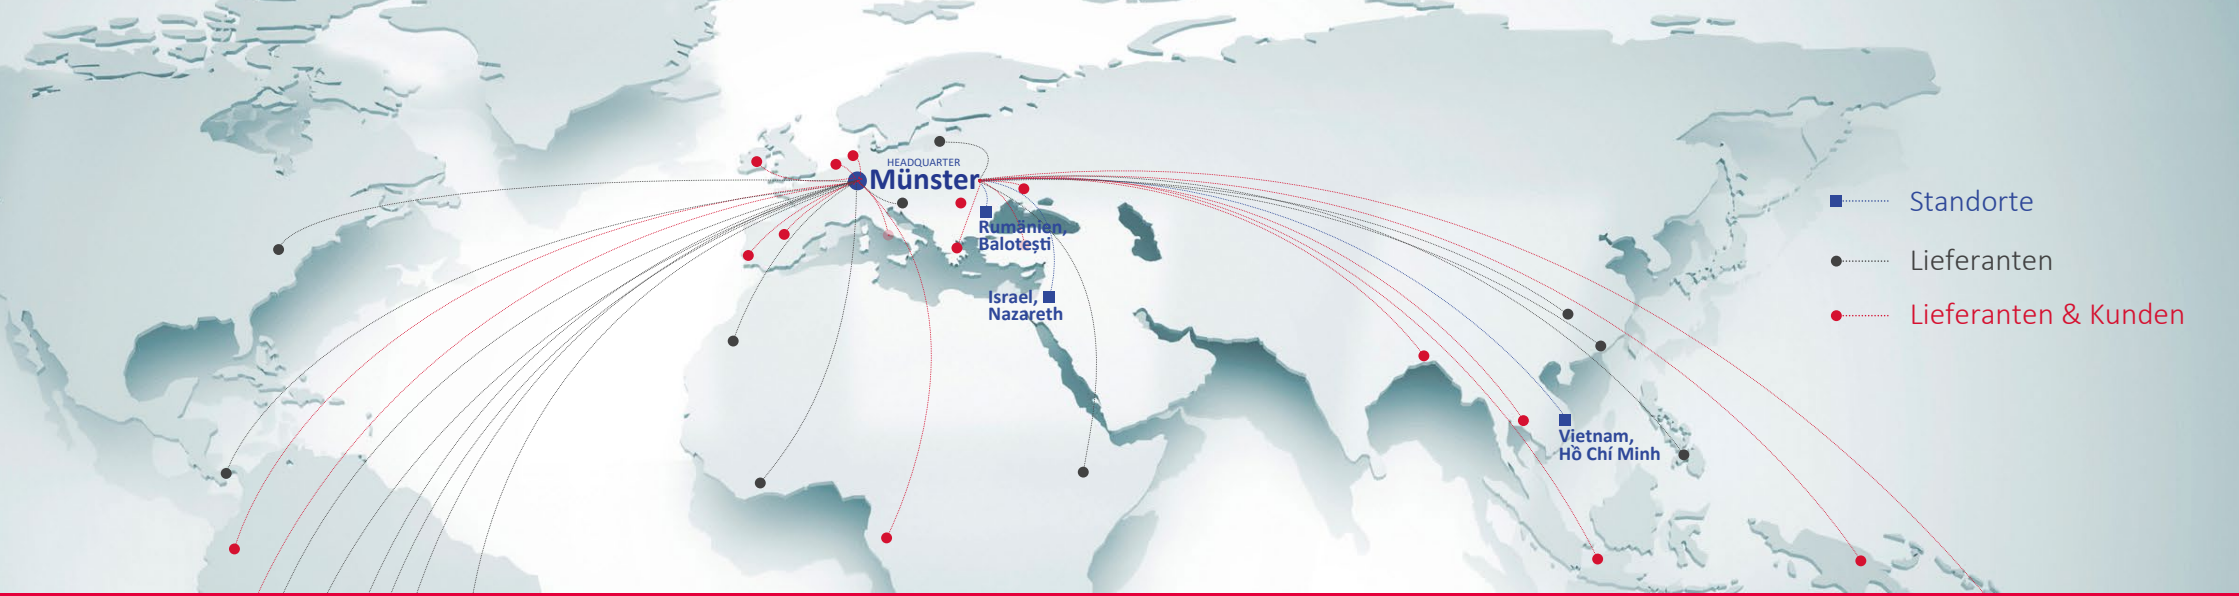 HEADQUARTER
Münster
Rumänien,
Balotești
Israel,
Nazareth
Vietnam,
Hồ Chí Minh
Standorte
Lieferanten
Lieferanten & Kunden